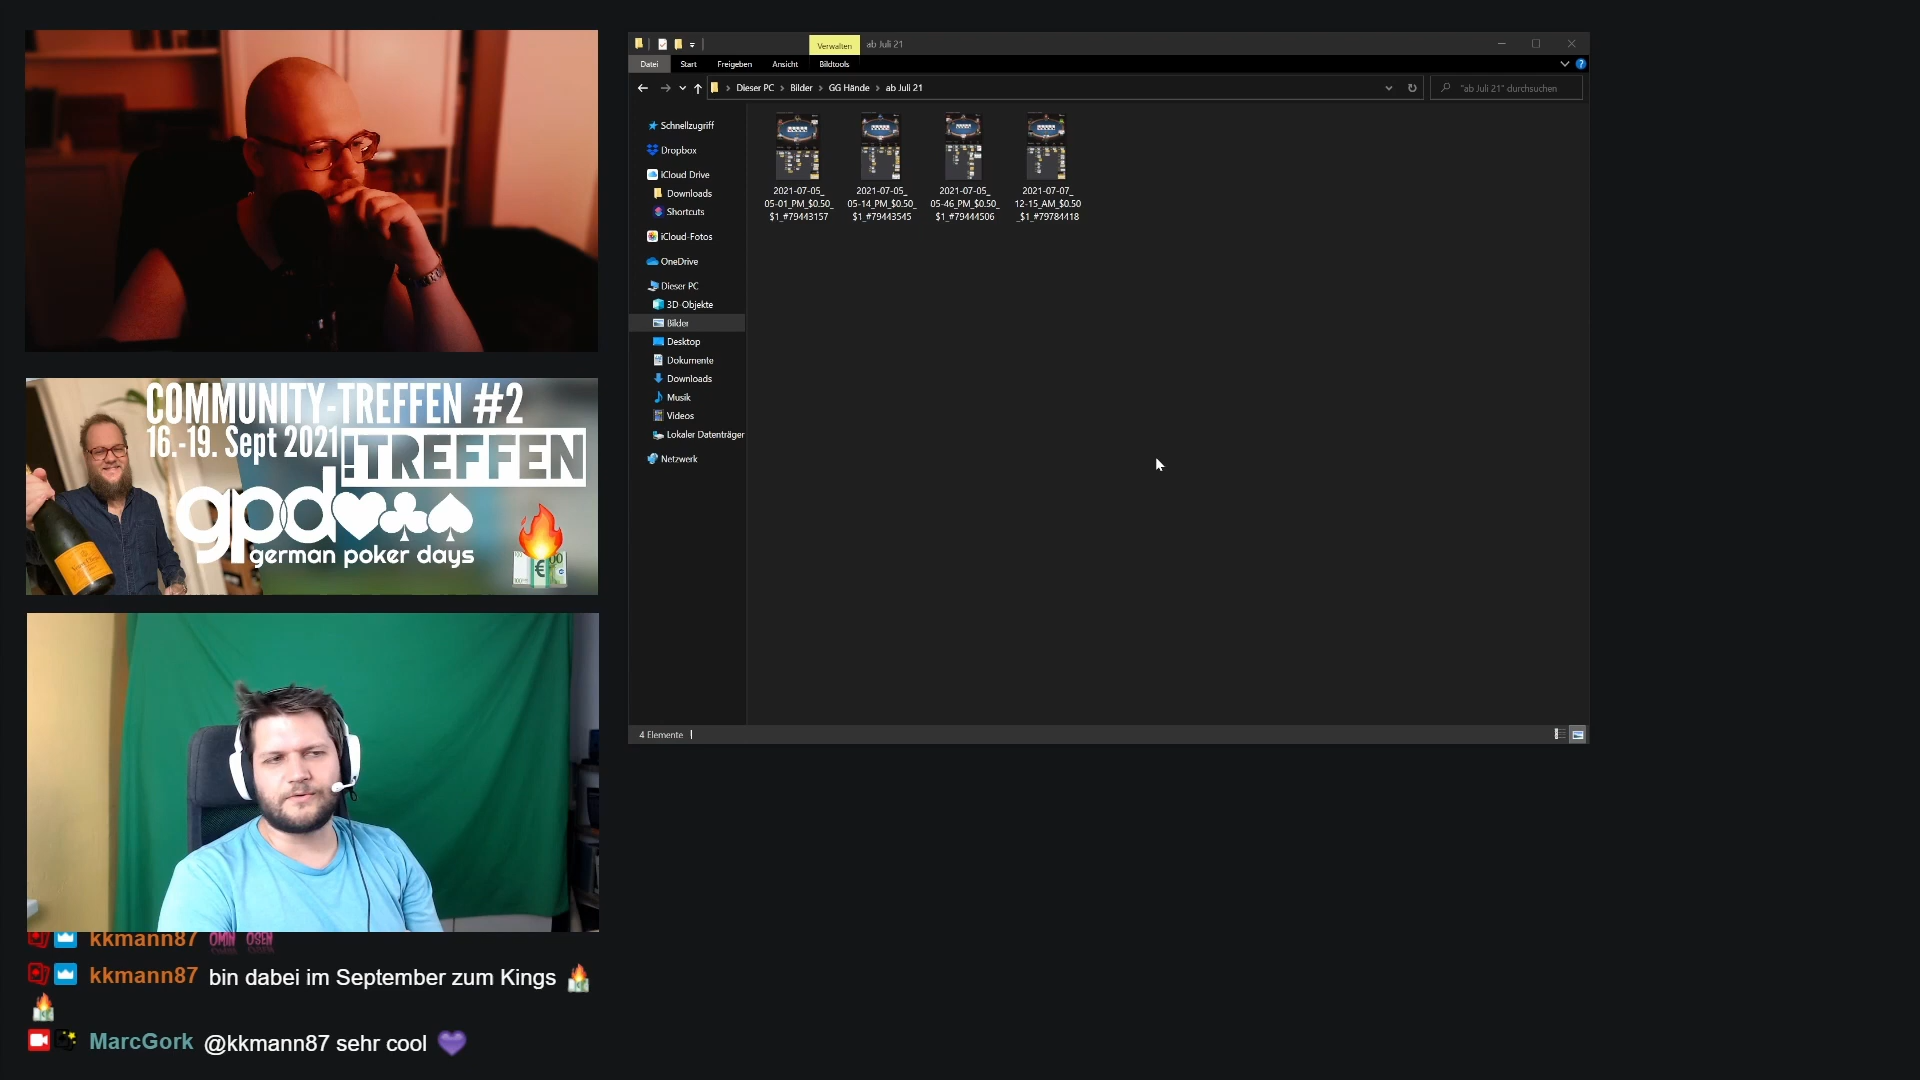 COMMUNITY-TREFFEN #2
16.-19. Sept 2021
!TREFFEN
gpd
german poker days
kkmann87 OMIN OSEN
kkmann87 bin dabei im September zum Kings
MarcGork @kkmann87 sehr cool
Verwalten ab Juli 21
Datei Start Freigeben Ansicht Bildtools
Dieser PC > Bilder > GG Hände > ab Juli 21
"ab Juli 21" durchsuchen
Schnellzugriff
Dropbox
iCloud Drive
Downloads
Shortcuts
iCloud-Fotos
OneDrive
Dieser PC
3D-Objekte
Bilder
Desktop
Dokumente
Downloads
Musik
Videos
Lokaler Datenträger
Netzwerk
2021-07-05_
05-01_PM_$0.50_
$1_#79443157
2021-07-05_
05-14_PM_$0.50_
$1_#79443545
2021-07-05_
05-46_PM_$0.50_
$1_#79444506
2021-07-07_
12-15_AM_$0.50
_$1_#79784418
4 Elemente